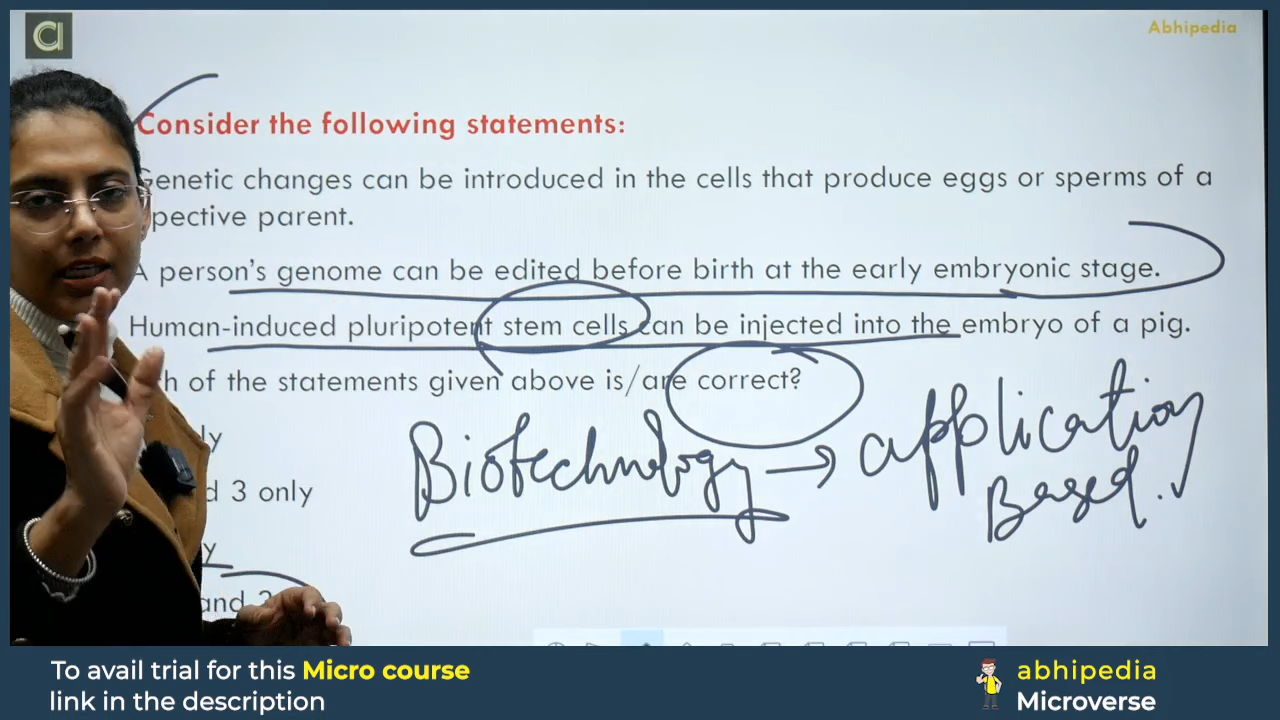 Abhipedia
Consider the following statements:
Genetic changes can be introduced in the cells that produce eggs or sperms of a
pective parent.
A person's genome can be edited before birth at the early embryonic stage.
Human-induced pluripotent stem cells can be injected into the embryo of a pig.
h of the statements given above is/are correct?
ly
d 3 only
y
and
Biotechnology → application
Based.
To avail trial for this Micro course
link in the description
abhipedia
Microverse